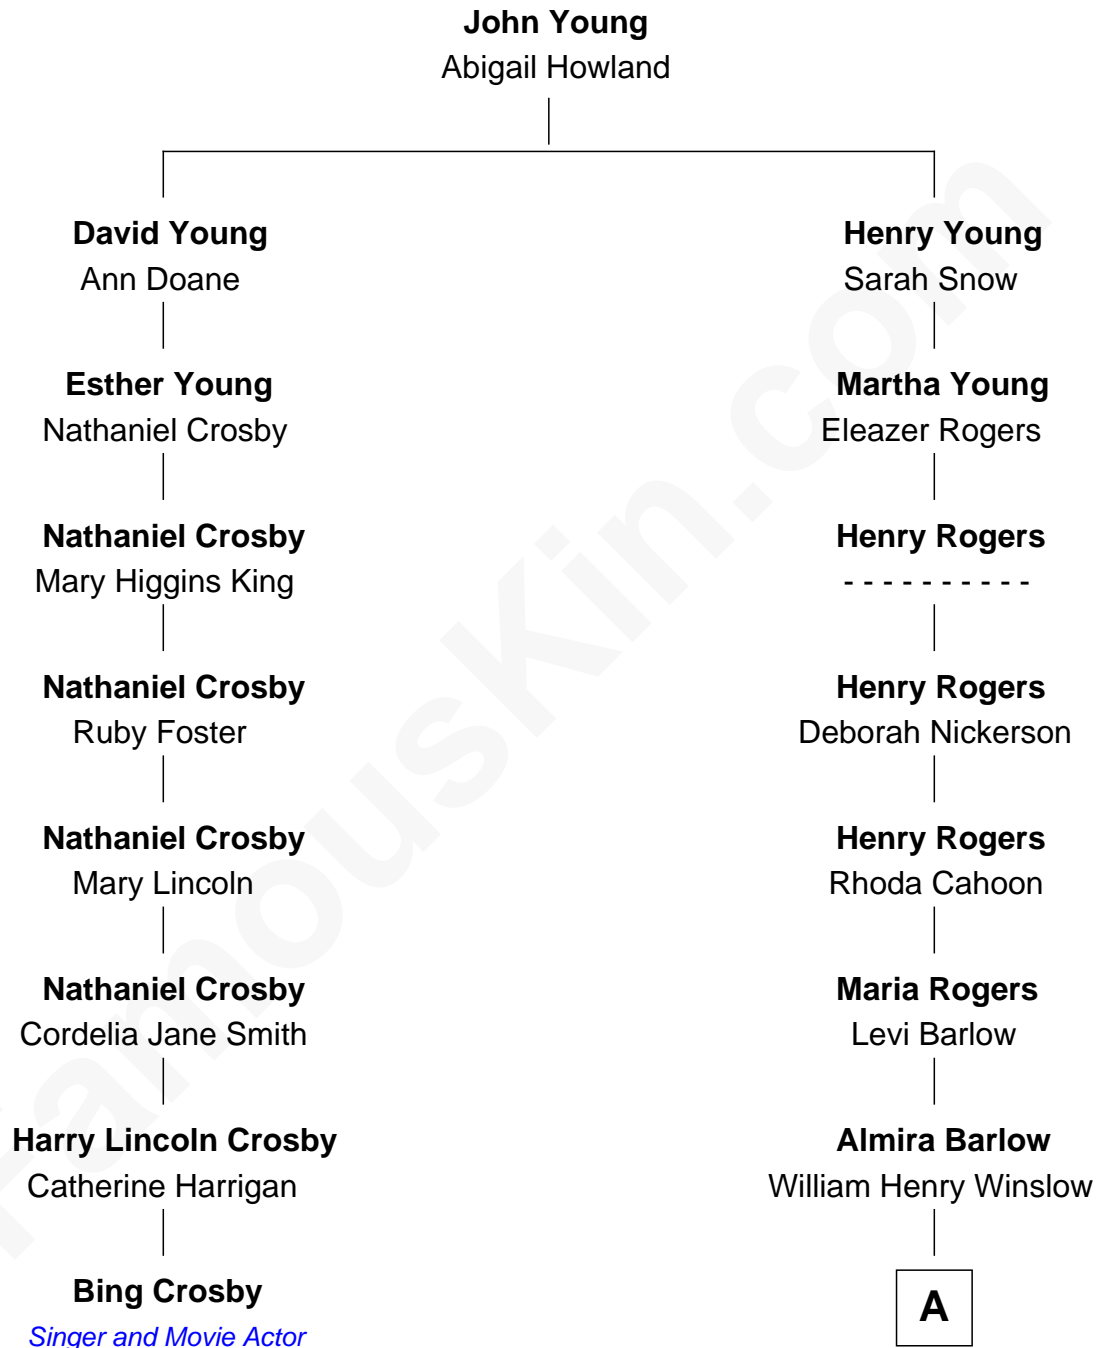 John Young
Abigail Howland
David Young
Ann Doane
Henry Young
Sarah Snow
Esther Young
Nathaniel Crosby
Martha Young
Eleazer Rogers
Nathaniel Crosby
Mary Higgins King
Henry Rogers
- - - - - - - - - -
Nathaniel Crosby
Ruby Foster
Henry Rogers
Deborah Nickerson
Nathaniel Crosby
Mary Lincoln
Henry Rogers
Rhoda Cahoon
Nathaniel Crosby
Cordelia Jane Smith
Maria Rogers
Levi Barlow
Harry Lincoln Crosby
Catherine Harrigan
Almira Barlow
William Henry Winslow
Bing Crosby
Singer and Movie Actor
A
FamousKin.com